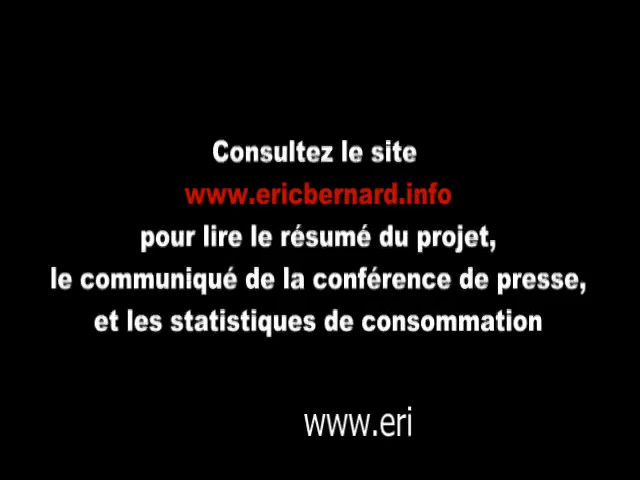 Consultez le site
www.ericbernard.info
pour lire le résumé du projet,
le communiqué de la conférence de presse,
et les statistiques de consommation
www.eri